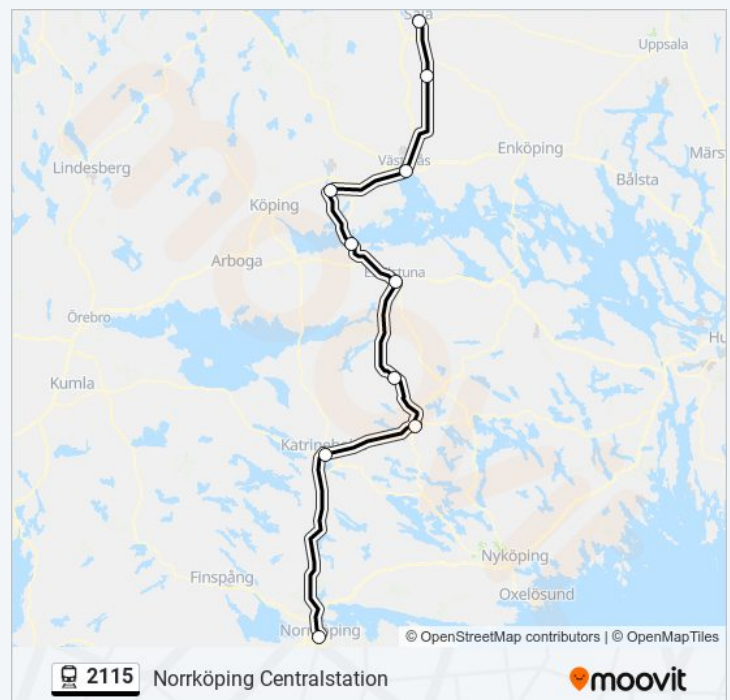 Sala
Uppsala
Västerås
Enköping
Märs
Lindesberg
Bålsta
Köping
Arboga
Eskilstuna
Örebro
Hu
Kumla
Katrineholm
Nyköping
Finspång
Oxelösund
Norrköping
© OpenStreetMap contributors | © OpenMapTiles
2115 Norrköping Centralstation
moovit